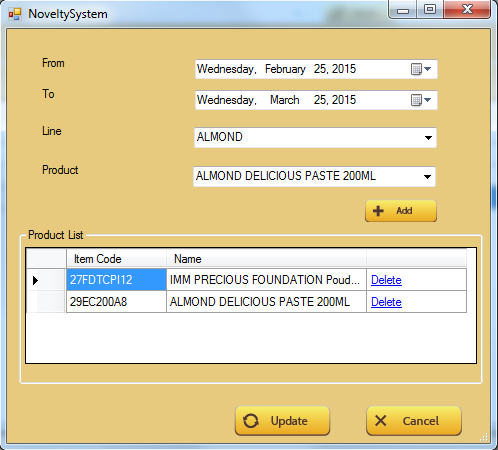 NoveltySystem
From
Wednesday, February 25, 2015
To
Wednesday, March 25, 2015
Line
ALMOND
Product
ALMOND DELICIOUS PASTE 200ML
Add
Product List
Item Code Name
27FDTCPI12 IMM PRECIOUS FOUNDATION Poud... Delete
29EC200A8 ALMOND DELICIOUS PASTE 200ML Delete
Update Cancel